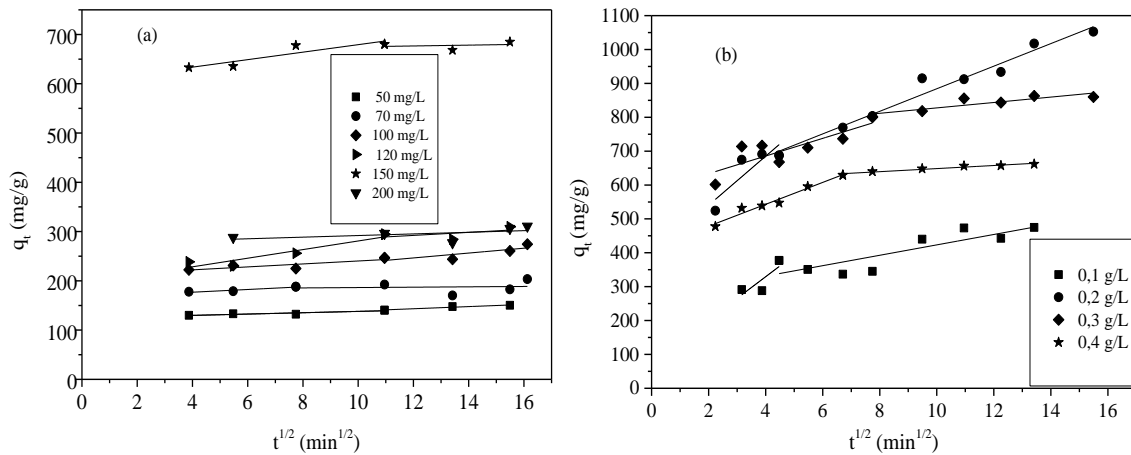 (a)
700
600
500
400
300
200
100
0
q_t (mg/g)
50 mg/L
70 mg/L
100 mg/L
120 mg/L
150 mg/L
200 mg/L
0 2 4 6 8 10 12 14 16
t^1/2 (min^1/2)
(b)
1100
1000
900
800
700
600
500
400
300
200
100
0
q_t (mg/g)
0,1 g/L
0,2 g/L
0,3 g/L
0,4 g/L
0 2 4 6 8 10 12 14 16
t^1/2 (min^1/2)